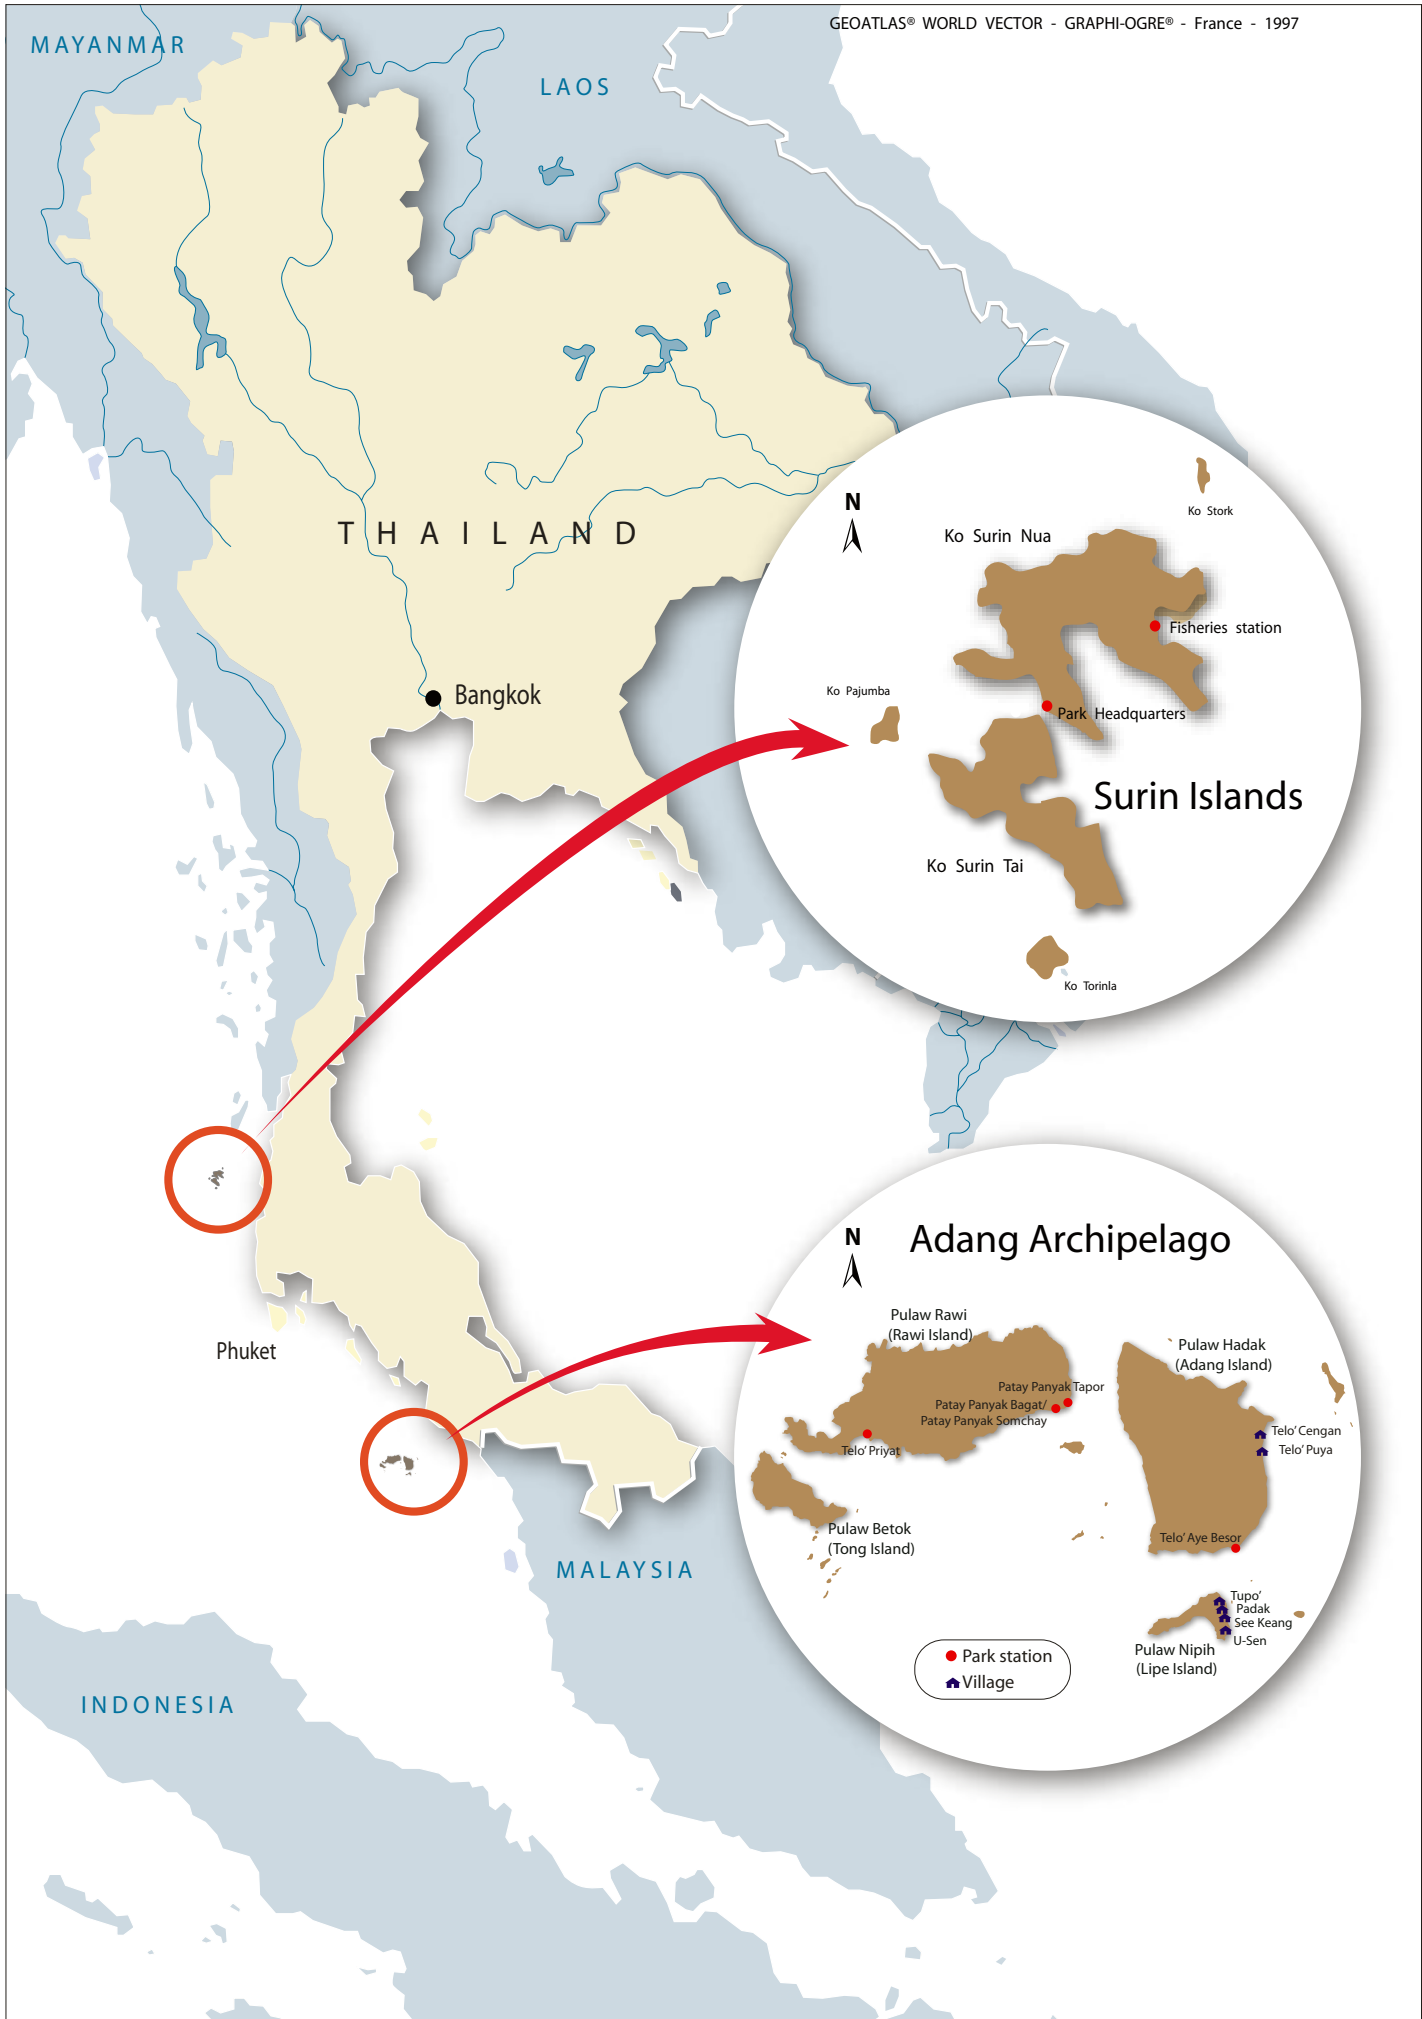 GEOATLAS® WORLD VECTOR - GRAPHI-OGRE® - France - 1997
MAYANMAR
LAOS
THAILAND
Bangkok
Phuket
MALAYSIA
INDONESIA
N
Ko Stork
Ko Surin Nua
Fisheries station
Ko Pajumba
Park Headquarters
Surin Islands
Ko Surin Tai
Ko Torinla
N
Adang Archipelago
Pulaw Rawi
(Rawi Island)
Pulaw Hadak
(Adang Island)
Patay Panyak Tapor
Patay Panyak Bagat/
Patay Panyak Somchay
Telo' Cengan
Telo' Puya
Telo' Priyat
Pulaw Betok
(Tong Island)
Telo' Aye Besor
Tupo'
Padak
See Keang
U-Sen
Pulaw Nipih
(Lipe Island)
Park station
Village